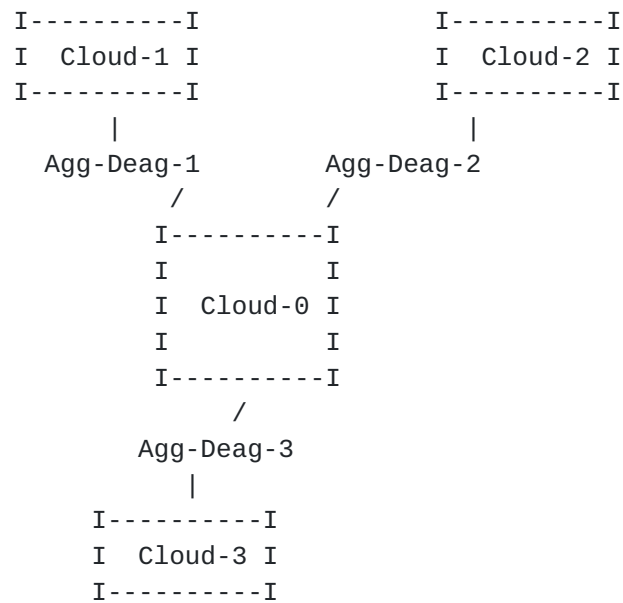 I----------I                I----------I
I  Cloud-1 I                I  Cloud-2 I
I----------I                I----------I
      |                       |
  Agg-Deag-1         Agg-Deag-2
          /          /
         I----------I
         I          I
         I  Cloud-0 I
         I          I
         I----------I
              /
        Agg-Deag-3
           |
     I----------I
     I  Cloud-3 I
     I----------I